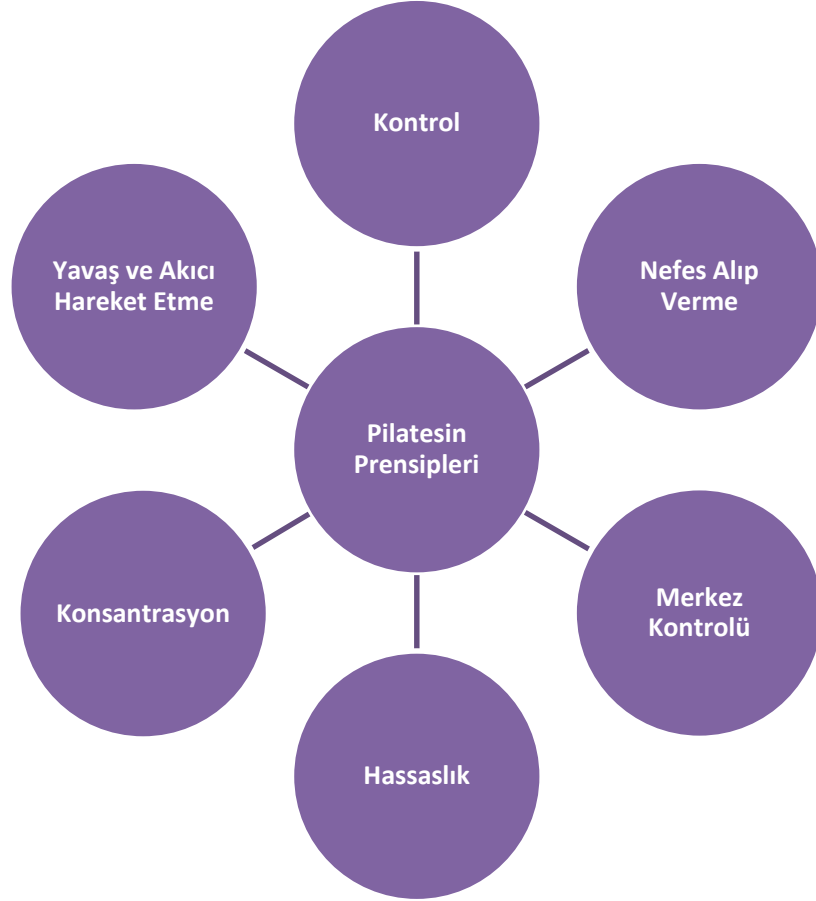 Kontrol
Yavaş ve Akıcı
Hareket Etme
Nefes Alıp
Verme
Pilatesin
Prensipleri
Konsantrasyon
Merkez
Kontrolü
Hassaslık